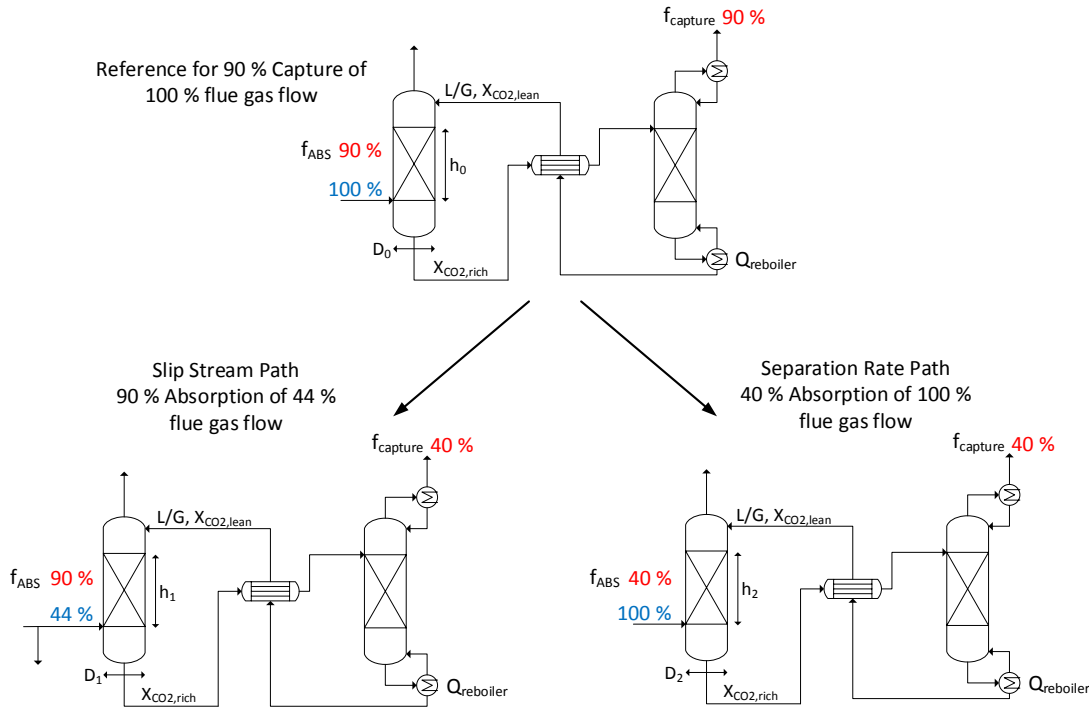 f_capture 90 %
Reference for 90 % Capture of
100 % flue gas flow
L/G, X_CO2,lean
f_ABS 90 %
h_0
100 %
D_0
X_CO2,rich
Q_reboiler
Slip Stream Path
90 % Absorption of 44 %
flue gas flow
Separation Rate Path
40 % Absorption of 100 %
flue gas flow
f_capture 40 %
L/G, X_CO2,lean
f_ABS 90 %
h_1
44 %
D_1
X_CO2,rich
Q_reboiler
f_capture 40 %
L/G, X_CO2,lean
f_ABS 40 %
h_2
100 %
D_2
X_CO2,rich
Q_reboiler